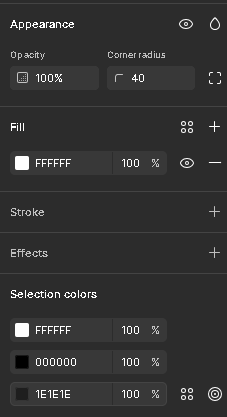 Appearance
Opacity Corner radius
100% 40
Fill
FFFFFF 100 %
Stroke
Effects
Selection colors
FFFFFF 100 %
000000 100 %
1E1E1E 100 %